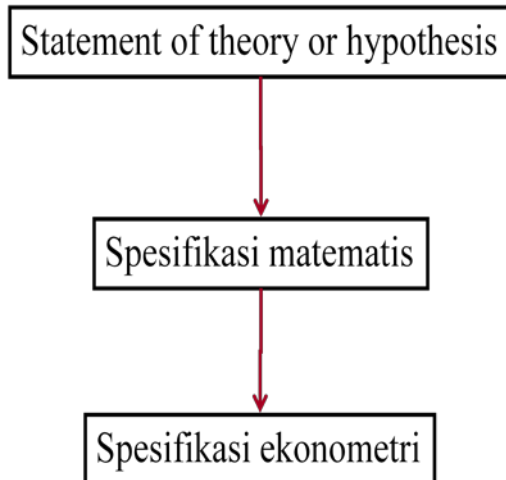 Statement of theory or hypothesis
Spesifikasi matematis
Spesifikasi ekonometri